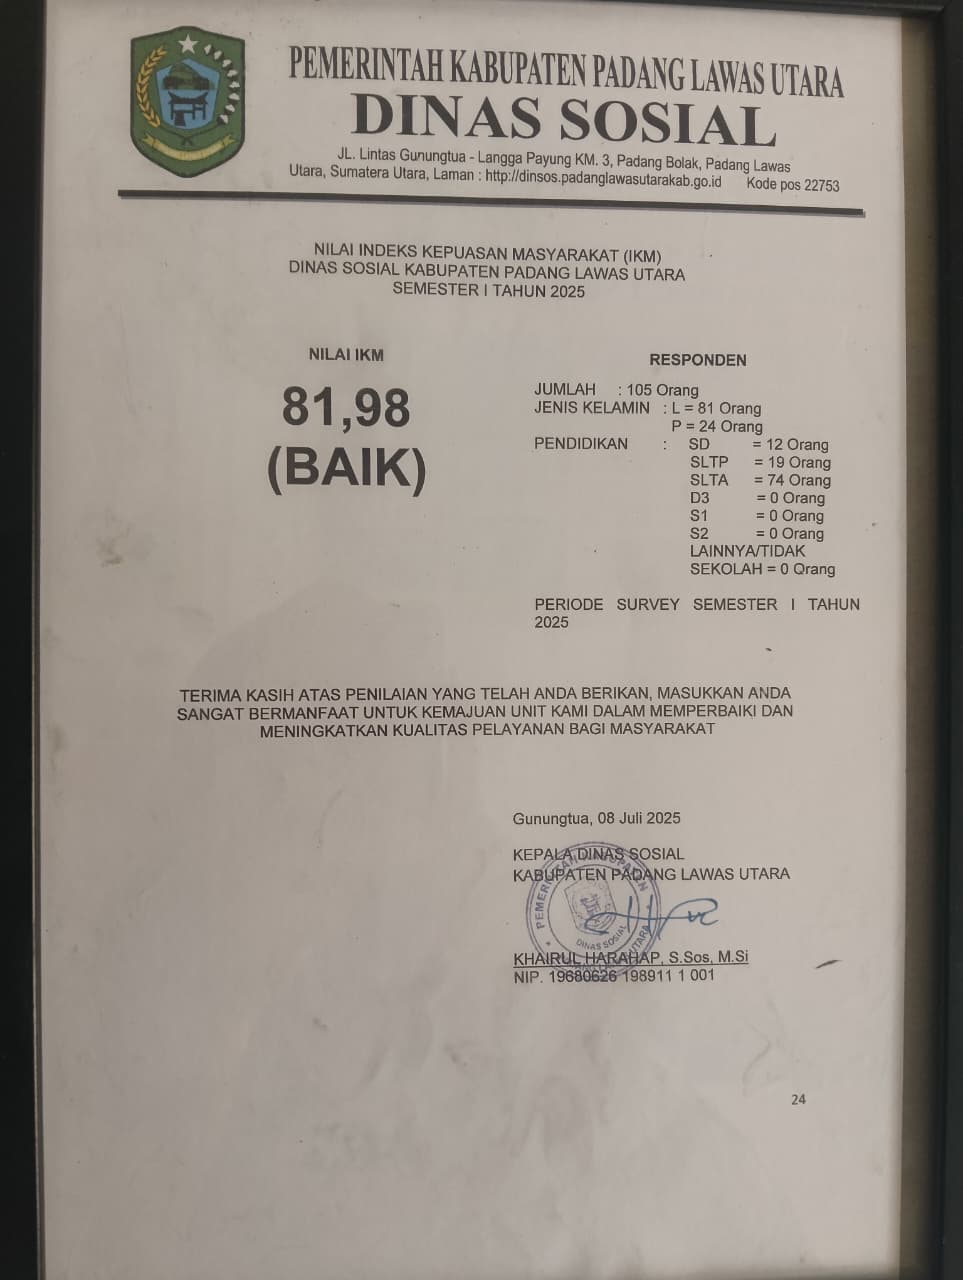 PEMERINTAH KABUPATEN PADANG LAWAS UTARA
DINAS SOSIAL
JL. Lintas Gunungtua - Langga Payung KM. 3, Padang Bolak, Padang Lawas
Utara, Sumatera Utara, Laman : http://dinsos.padanglawasutarakab.go.id Kode pos 22753
NILAI INDEKS KEPUASAN MASYARAKAT (IKM)
DINAS SOSIAL KABUPATEN PADANG LAWAS UTARA
SEMESTER I TAHUN 2025
NILAI IKM
81,98
(BAIK)
RESPONDEN
JUMLAH : 105 Orang
JENIS KELAMIN : L = 81 Orang
P = 24 Orang
PENDIDIKAN : SD = 12 Orang
SLTP = 19 Orang
SLTA = 74 Orang
D3 = 0 Orang
S1 = 0 Orang
S2 = 0 Orang
LAINNYA/TIDAK
SEKOLAH = 0 Orang
PERIODE SURVEY SEMESTER I TAHUN
2025
TERIMA KASIH ATAS PENILAIAN YANG TELAH ANDA BERIKAN, MASUKKAN ANDA
SANGAT BERMANFAAT UNTUK KEMAJUAN UNIT KAMI DALAM MEMPERBAIKI DAN
MENINGKATKAN KUALITAS PELAYANAN BAGI MASYARAKAT
Gunungtua, 08 Juli 2025
KEPALA DINAS SOSIAL
KABUPATEN PADANG LAWAS UTARA
PEMERINTAH KABUPATEN
DINAS SOSIAL
UTARA
KHAIRUL HARAHAP, S.Sos, M.Si
NIP. 19680626 198911 1 001
24